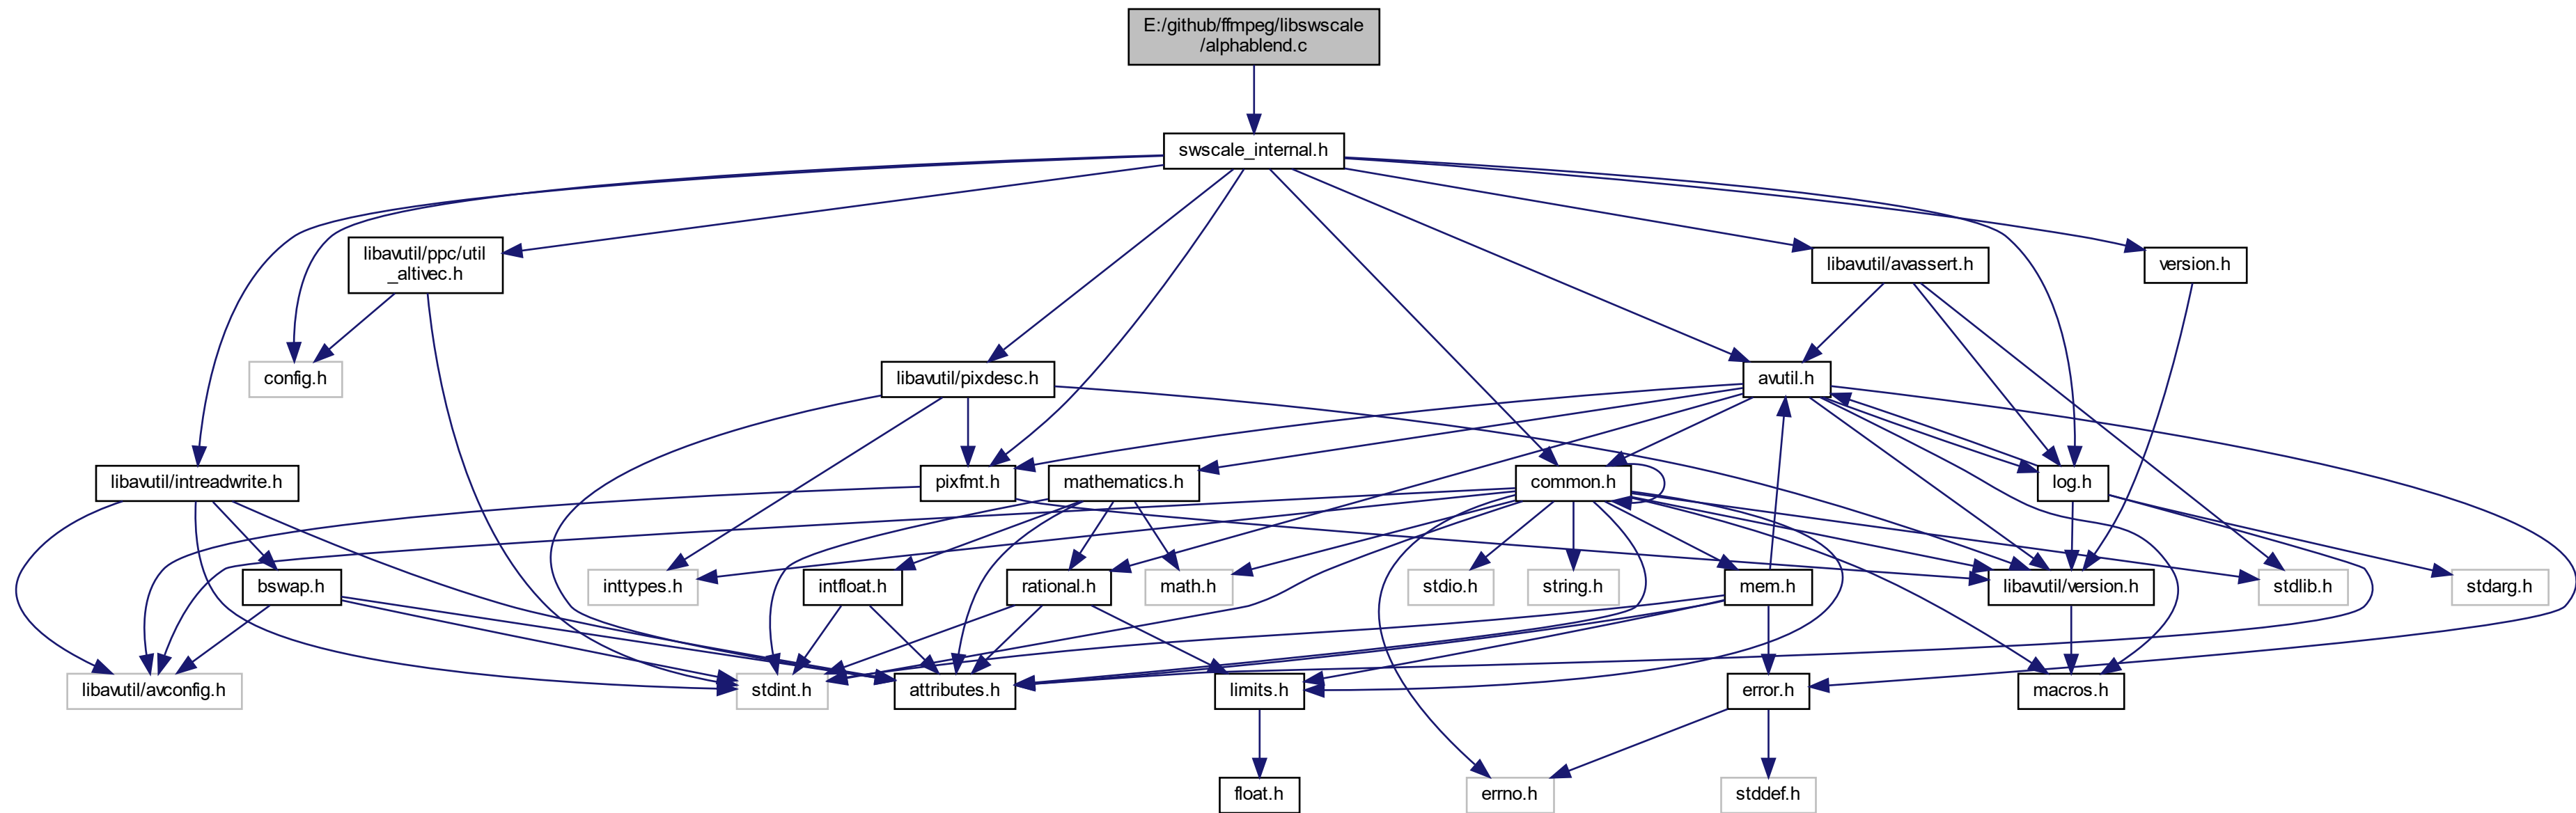 E:/github/ffmpeg/libswscale
/alphablend.c
swscale_internal.h
libavutil/ppc/util
_altivec.h
libavutil/avassert.h
version.h
config.h
libavutil/pixdesc.h
avutil.h
libavutil/intreadwrite.h
pixfmt.h
mathematics.h
common.h
log.h
bswap.h
inttypes.h
intfloat.h
rational.h
math.h
stdio.h
string.h
mem.h
libavutil/version.h
stdlib.h
stdarg.h
libavutil/avconfig.h
stdint.h
attributes.h
limits.h
error.h
macros.h
float.h
errno.h
stddef.h